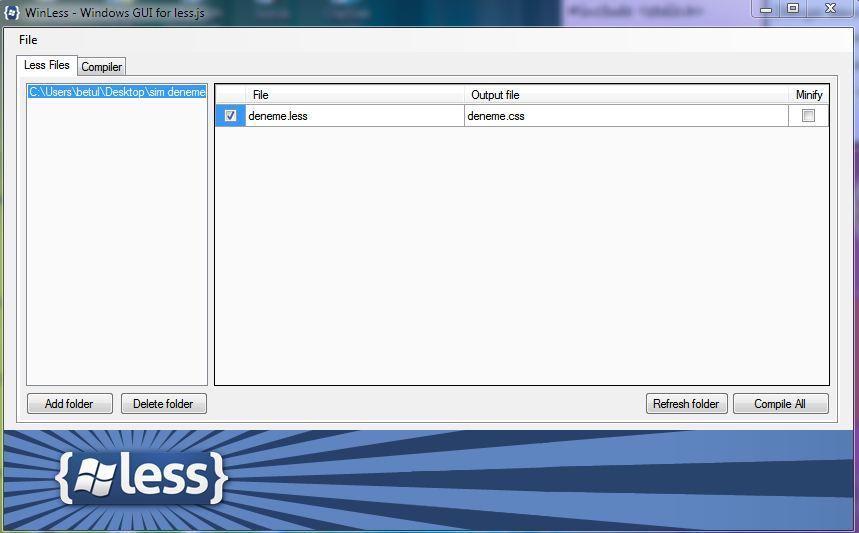 WinLess - Windows GUI for less.js
File
Less Files
Compiler
C:\Users\betul\Desktop\sim deneme
File
Output file
Minify
deneme.less
deneme.css
Add folder
Delete folder
Refresh folder
Compile All
{less}